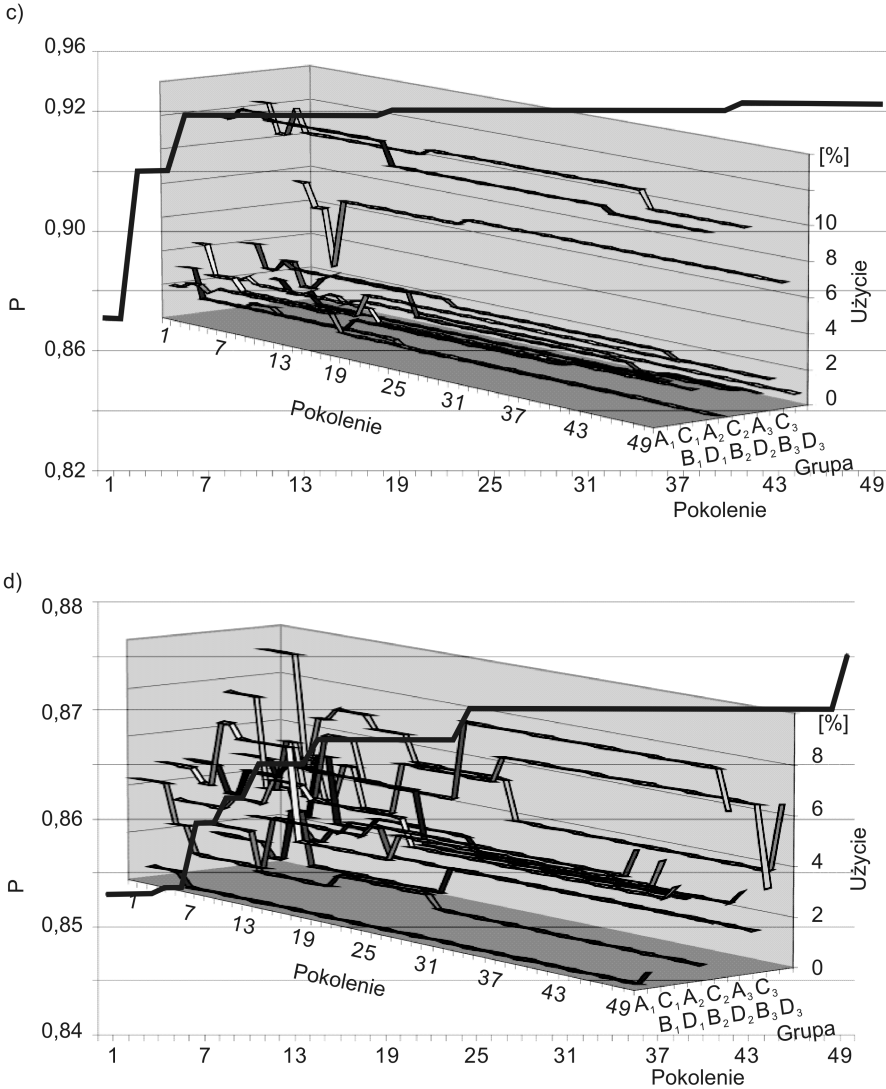 c)
0,96
0,92
0,90
0,86
0,82
P
[%]
10
8
6
4
2
0
Użycie
1 7 13 19 25 31 37 43 49
Pokolenie
A₁ C₁ A₂ C₂ A₃ C₃
B₁ D₁ B₂ D₂ B₃ D₃
Grupa
1 7 13 19 25 31 37 43 49
Pokolenie
d)
0,88
0,87
0,86
0,85
0,84
P
[%]
8
6
4
2
0
Użycie
1 7 13 19 25 31 37 43 49
Pokolenie
A₁ C₁ A₂ C₂ A₃ C₃
B₁ D₁ B₂ D₂ B₃ D₃
Grupa
1 7 13 19 25 31 37 43 49
Pokolenie